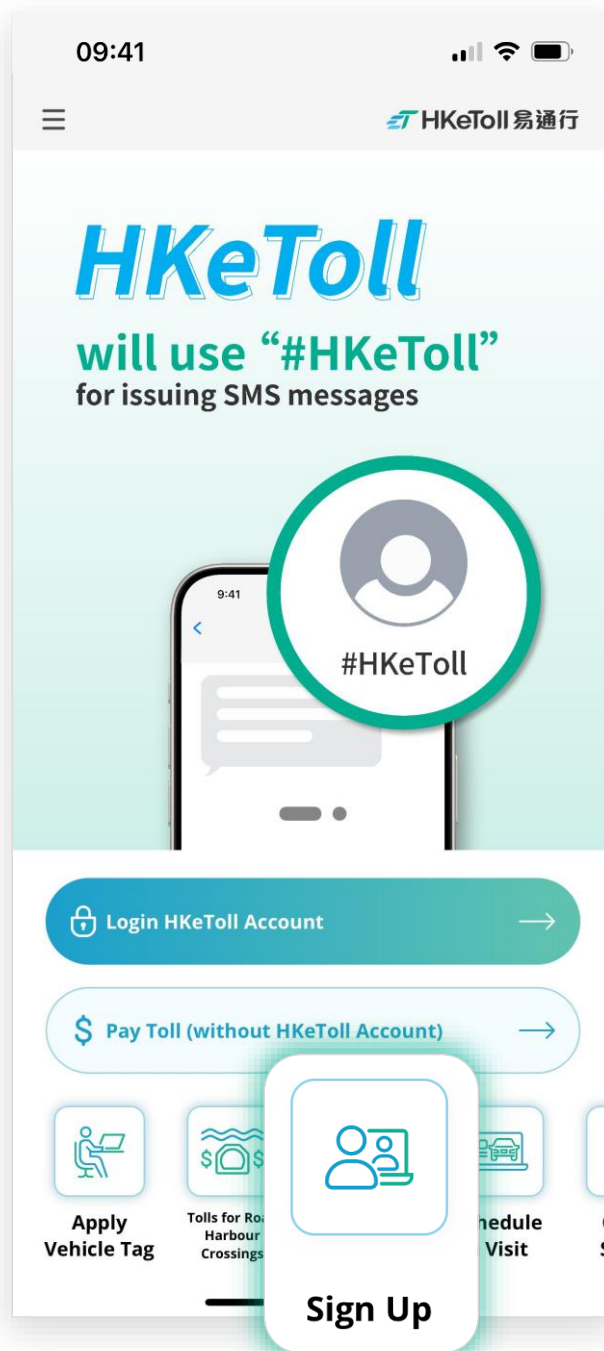 09:41
HKeToll易通行
HKeToll
will use “#HKeToll”
for issuing SMS messages
9:41
#HKeToll
Login HKeToll Account
$ Pay Toll (without HKeToll Account)
Apply
Vehicle Tag
Tolls for
Harbour
Crossings
Sign Up
Visit